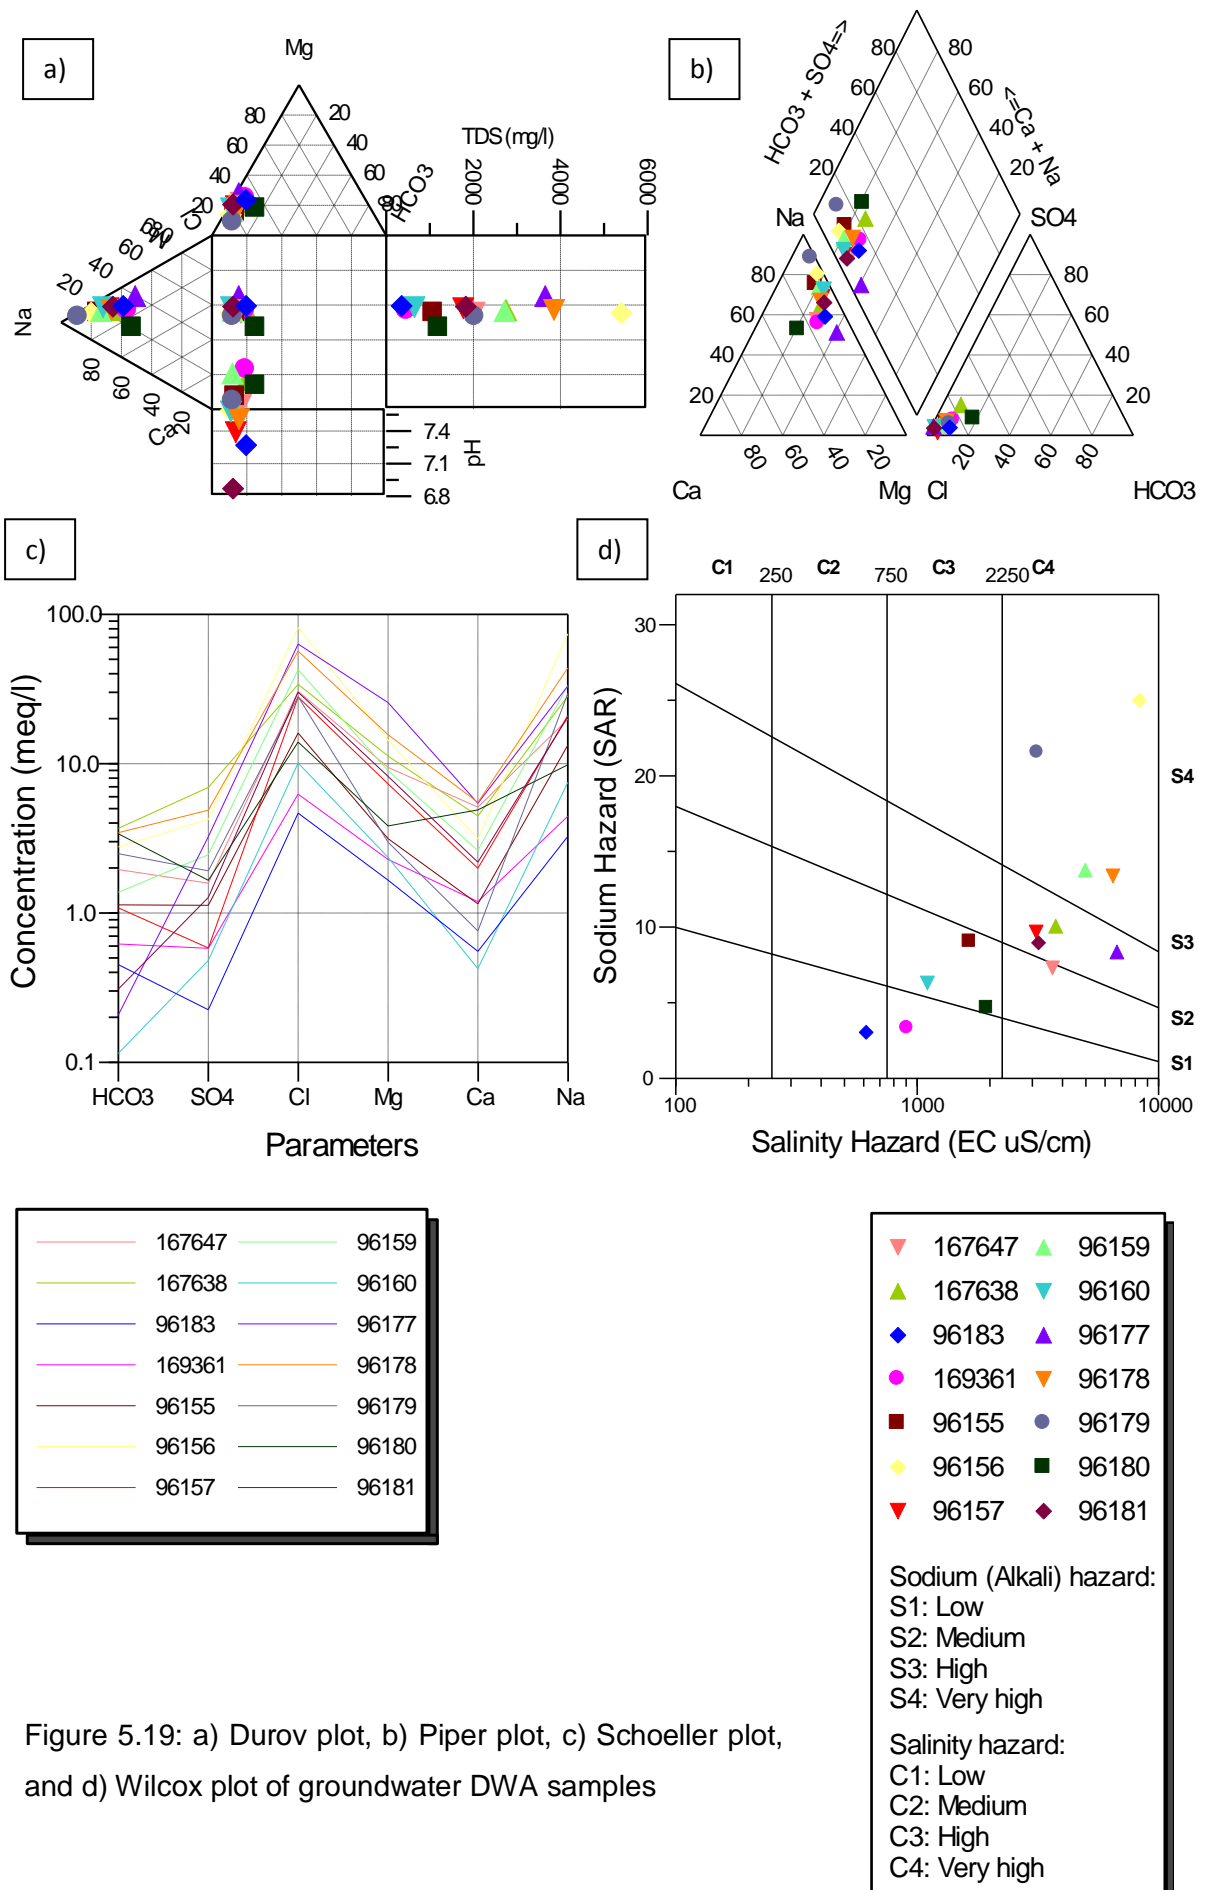 a)
Mg
80
60
40
20
20
40
60
80
HCO3
TDS (mg/l)
2000
4000
6000
Cl
Mg
80
60
40
20
Na
80
60
40
20
Ca
7.4
7.1
6.8
pH
b)
HCO3 + SO4=>
<=Ca + Na
80
60
40
20
80
60
40
20
Na
SO4
80
60
40
20
80
60
40
20
80
60
40
20
20
40
60
80
Ca
Mg
Cl
HCO3
c)
Concentration (meq/l)
100.0
10.0
1.0
0.1
HCO3
SO4
Cl
Mg
Ca
Na
Parameters
d)
C1
250
C2
750
C3
2250
C4
Sodium Hazard (SAR)
30
20
10
0
S4
S3
S2
S1
100
1000
10000
Salinity Hazard (EC uS/cm)
167647 96159
167638 96160
96183 96177
169361 96178
96155 96179
96156 96180
96157 96181
167647 96159
167638 96160
96183 96177
169361 96178
96155 96179
96156 96180
96157 96181
Sodium (Alkali) hazard:
S1: Low
S2: Medium
S3: High
S4: Very high
Salinity hazard:
C1: Low
C2: Medium
C3: High
C4: Very high
Figure 5.19: a) Durov plot, b) Piper plot, c) Schoeller plot,
and d) Wilcox plot of groundwater DWA samples